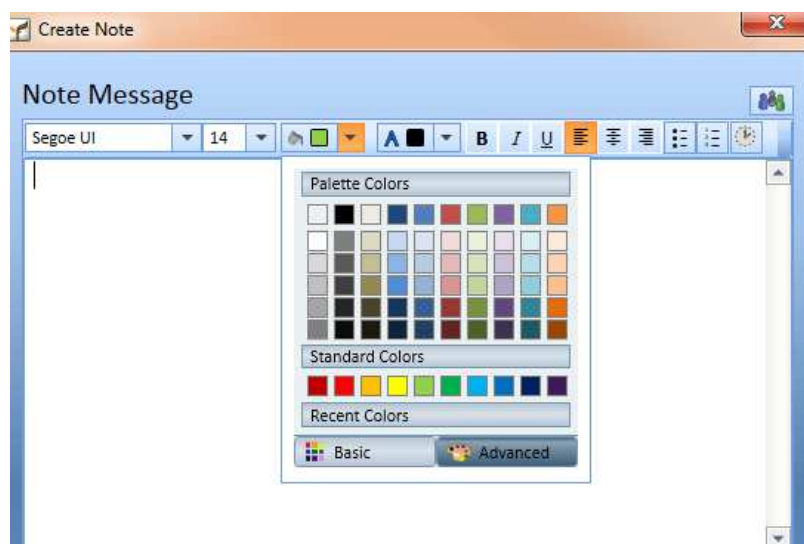 Create Note
Note Message
Segoe UI 14 A B I U
Palette Colors
Standard Colors
Recent Colors
Basic Advanced